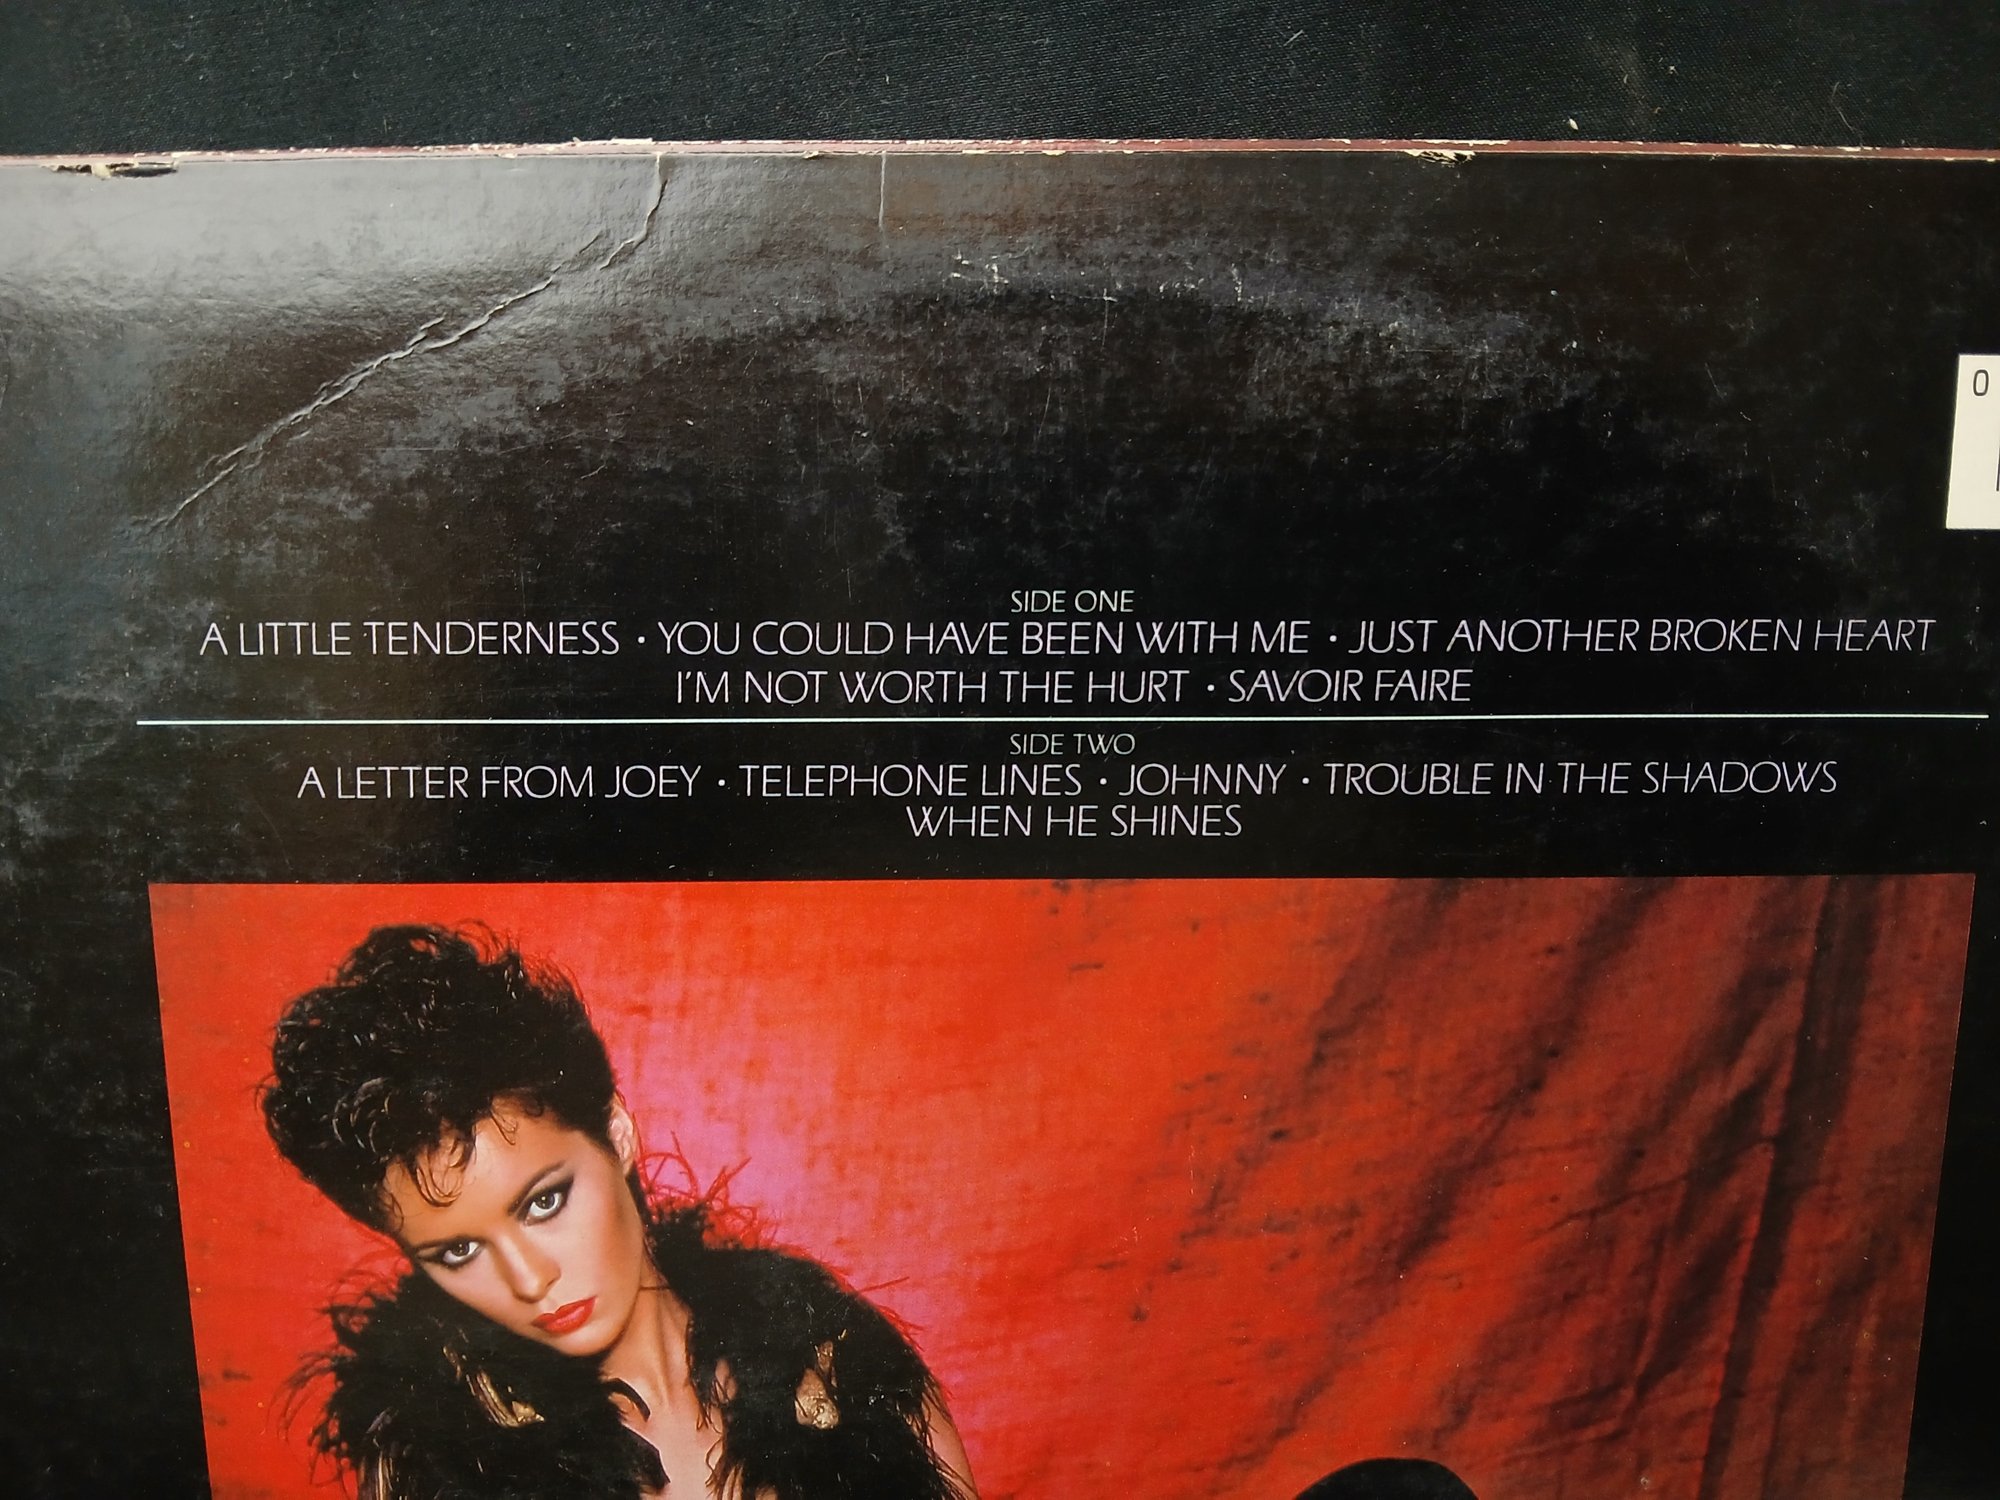 SIDE ONE
A LITTLE TENDERNESS • YOU COULD HAVE BEEN WITH ME • JUST ANOTHER BROKEN HEART
I'M NOT WORTH THE HURT • SAVOIR FAIRE
SIDE TWO
A LETTER FROM JOEY • TELEPHONE LINES • JOHNNY • TROUBLE IN THE SHADOWS
WHEN HE SHINES
0